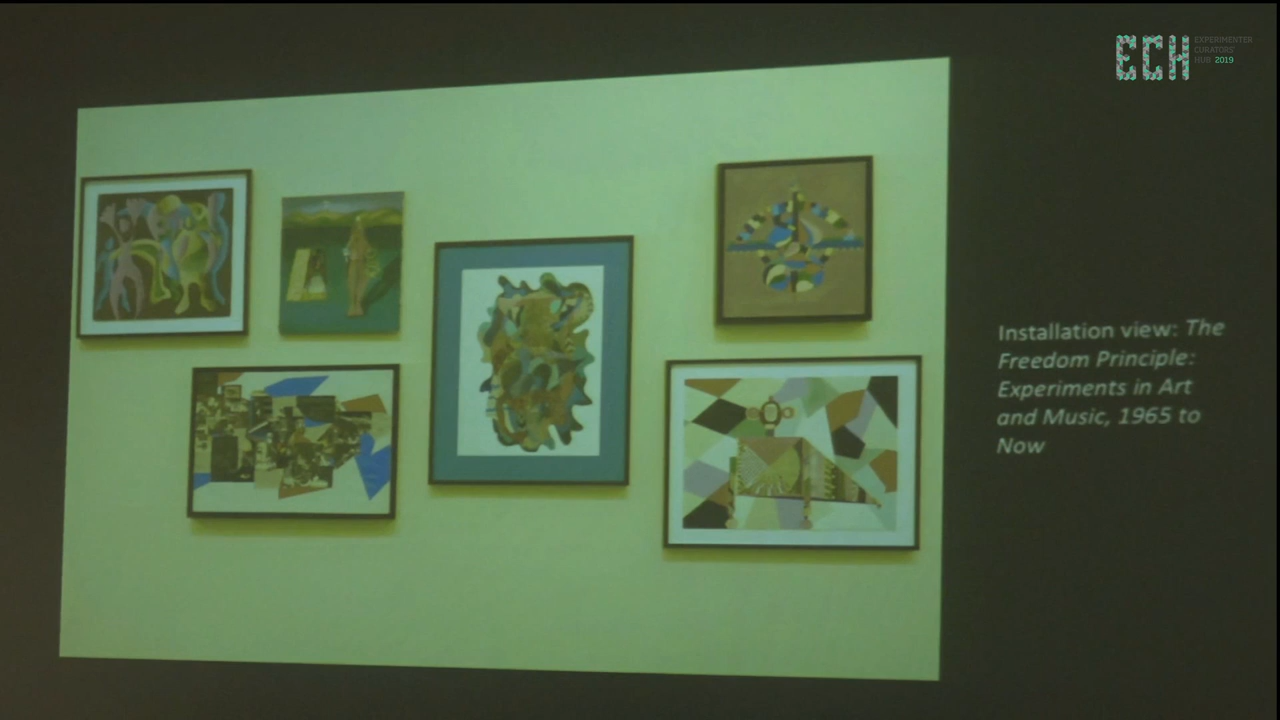 ECH
EXPERIMENTER
CURATORS'
HUB 2019
Installation view: The
Freedom Principle:
Experiments in Art
and Music, 1965 to
Now